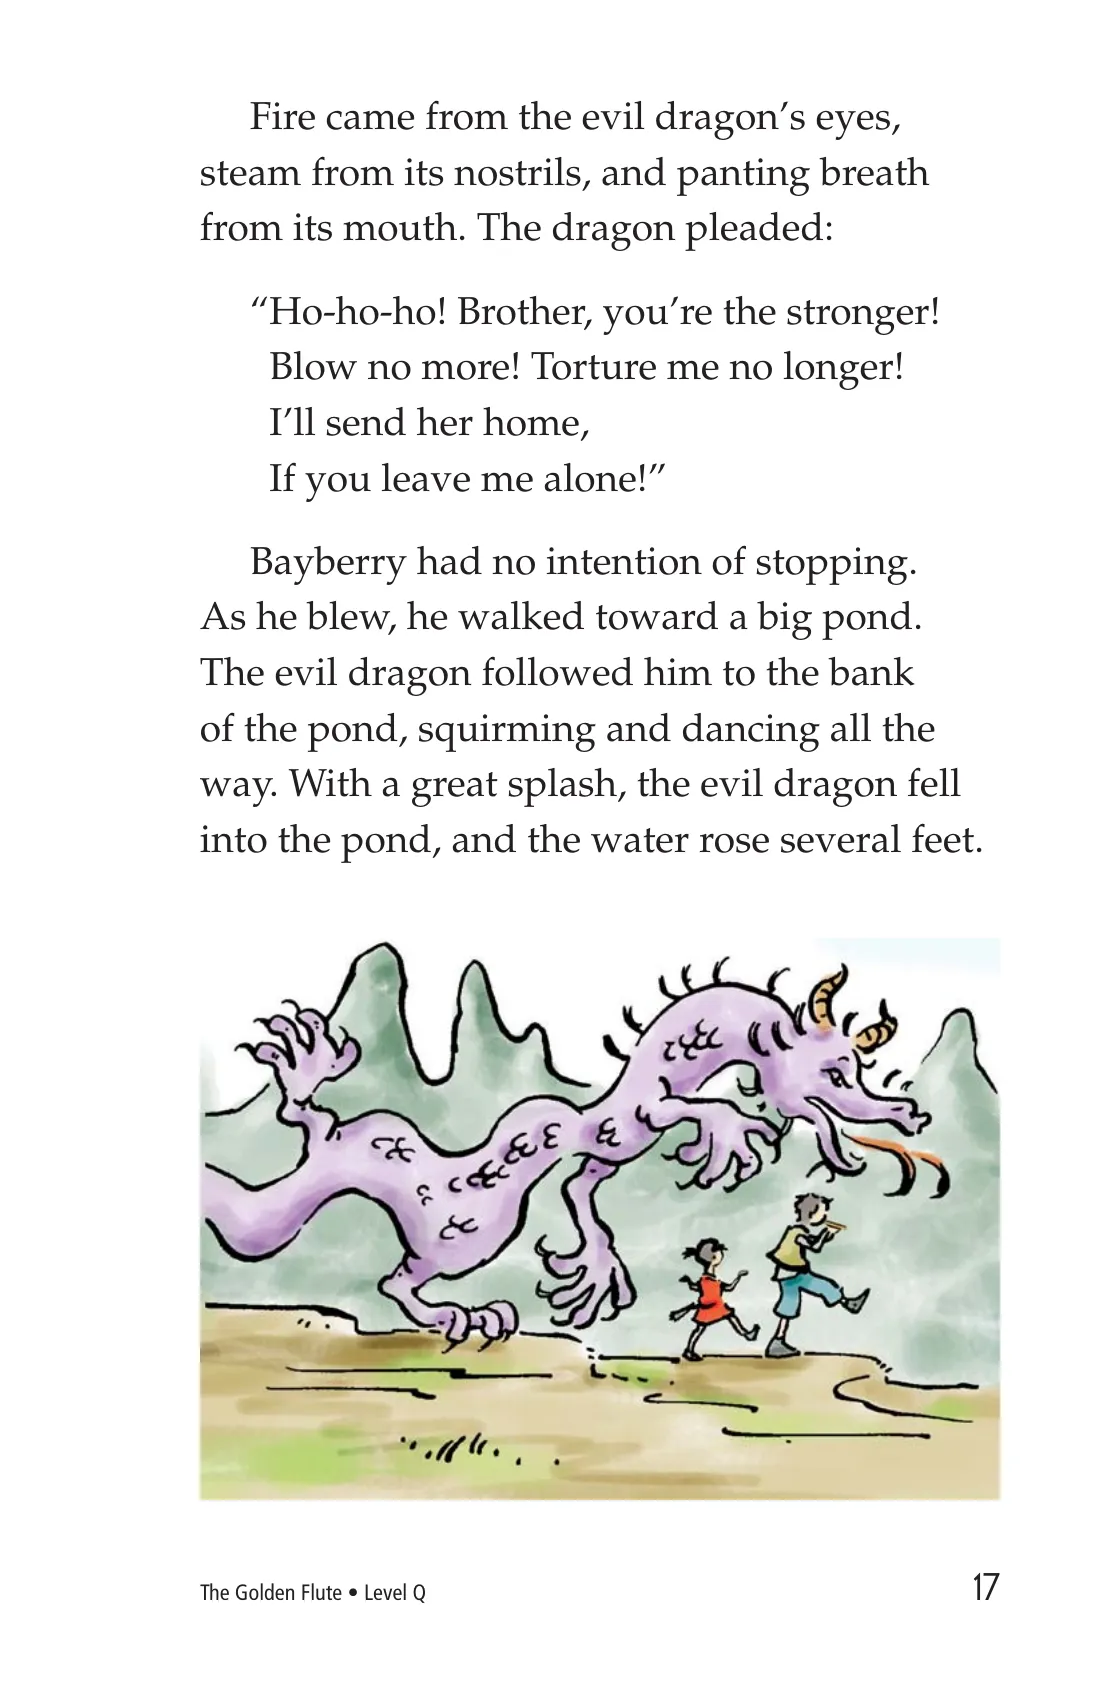 Fire came from the evil dragon’s eyes,
steam from its nostrils, and panting breath
from its mouth. The dragon pleaded:
“Ho-ho-ho! Brother, you’re the stronger!
Blow no more! Torture me no longer!
I’ll send her home,
If you leave me alone!”
Bayberry had no intention of stopping.
As he blew, he walked toward a big pond.
The evil dragon followed him to the bank
of the pond, squirming and dancing all the
way. With a great splash, the evil dragon fell
into the pond, and the water rose several feet.
The Golden Flute • Level Q
17